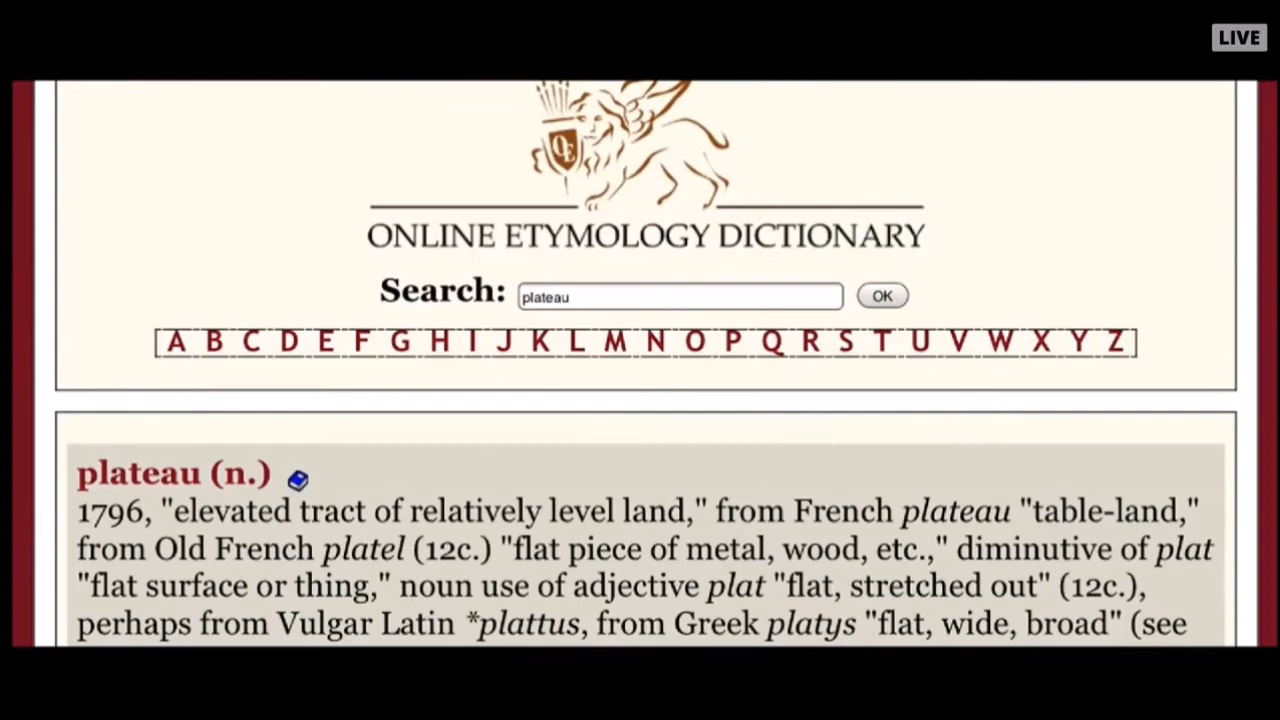 LIVE
OE
ONLINE ETYMOLOGY DICTIONARY
Search: plateau OK
A B C D E F G H I J K L M N O P Q R S T U V W X Y Z
plateau (n.)
1796, "elevated tract of relatively level land," from French plateau "table-land,"
from Old French platel (12c.) "flat piece of metal, wood, etc.," diminutive of plat
"flat surface or thing," noun use of adjective plat "flat, stretched out" (12c.),
perhaps from Vulgar Latin *plattus, from Greek platys "flat, wide, broad" (see